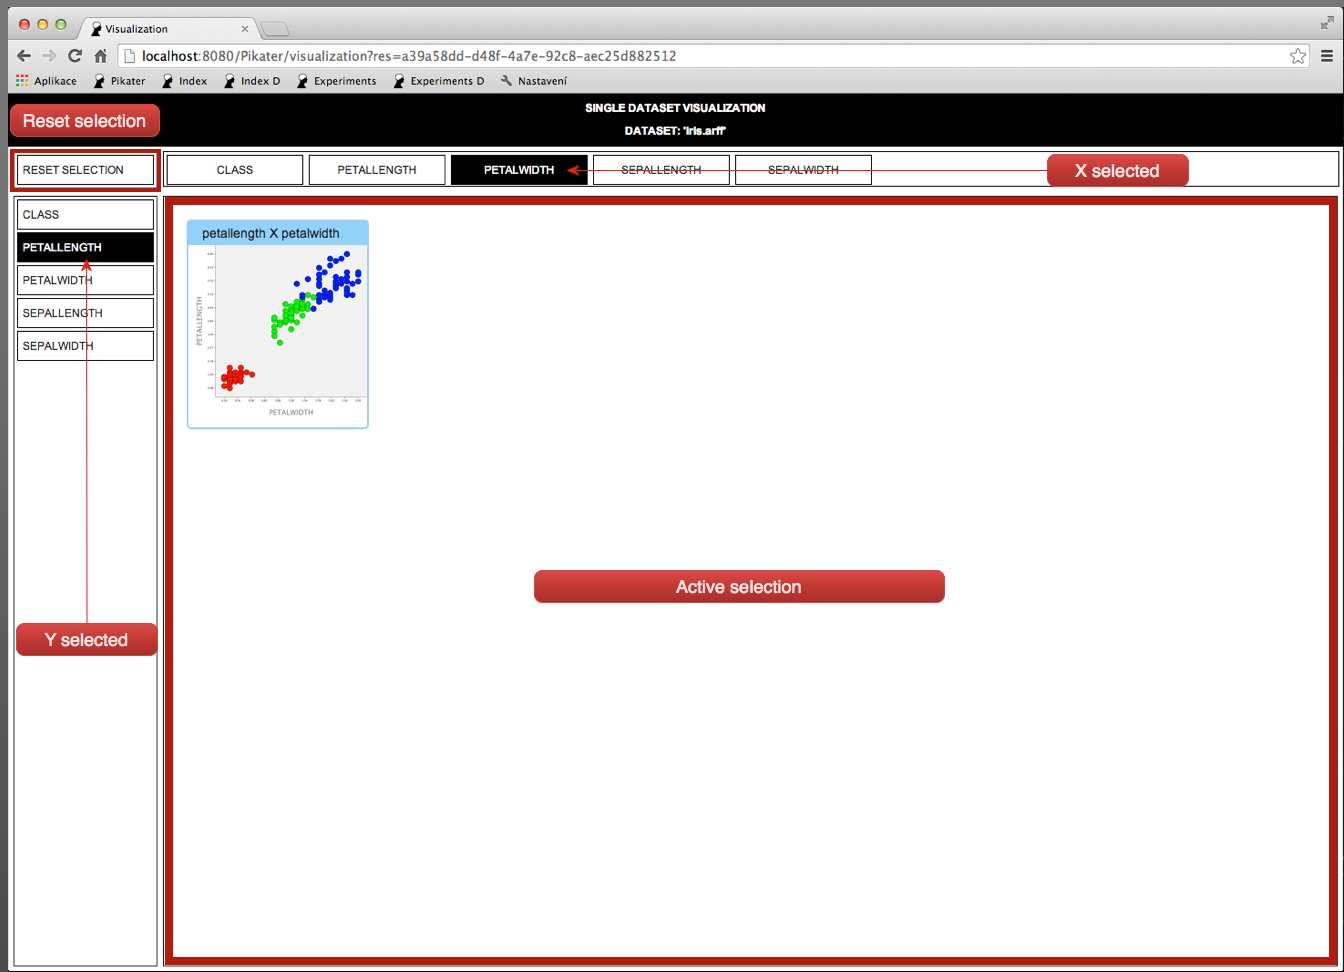 Visualization
localhost:8080/Pikater/visualization?res=a39a58dd-d48f-4a7e-92c8-aec25d882512
Aplikace Pikater Index Index D Experiments Experiments D Nastavení
SINGLE DATASET VISUALIZATION
Reset selection
DATASET: 'iris.arff'
RESET SELECTION CLASS PETALLENGTH PETALWIDTH SEPALLENGTH SEPALWIDTH X selected
CLASS
PETALLENGTH
PETALWIDTH
SEPALLENGTH
SEPALWIDTH
petallength X petalwidth
PETALLENGTH
PETALWIDTH
Active selection
Y selected